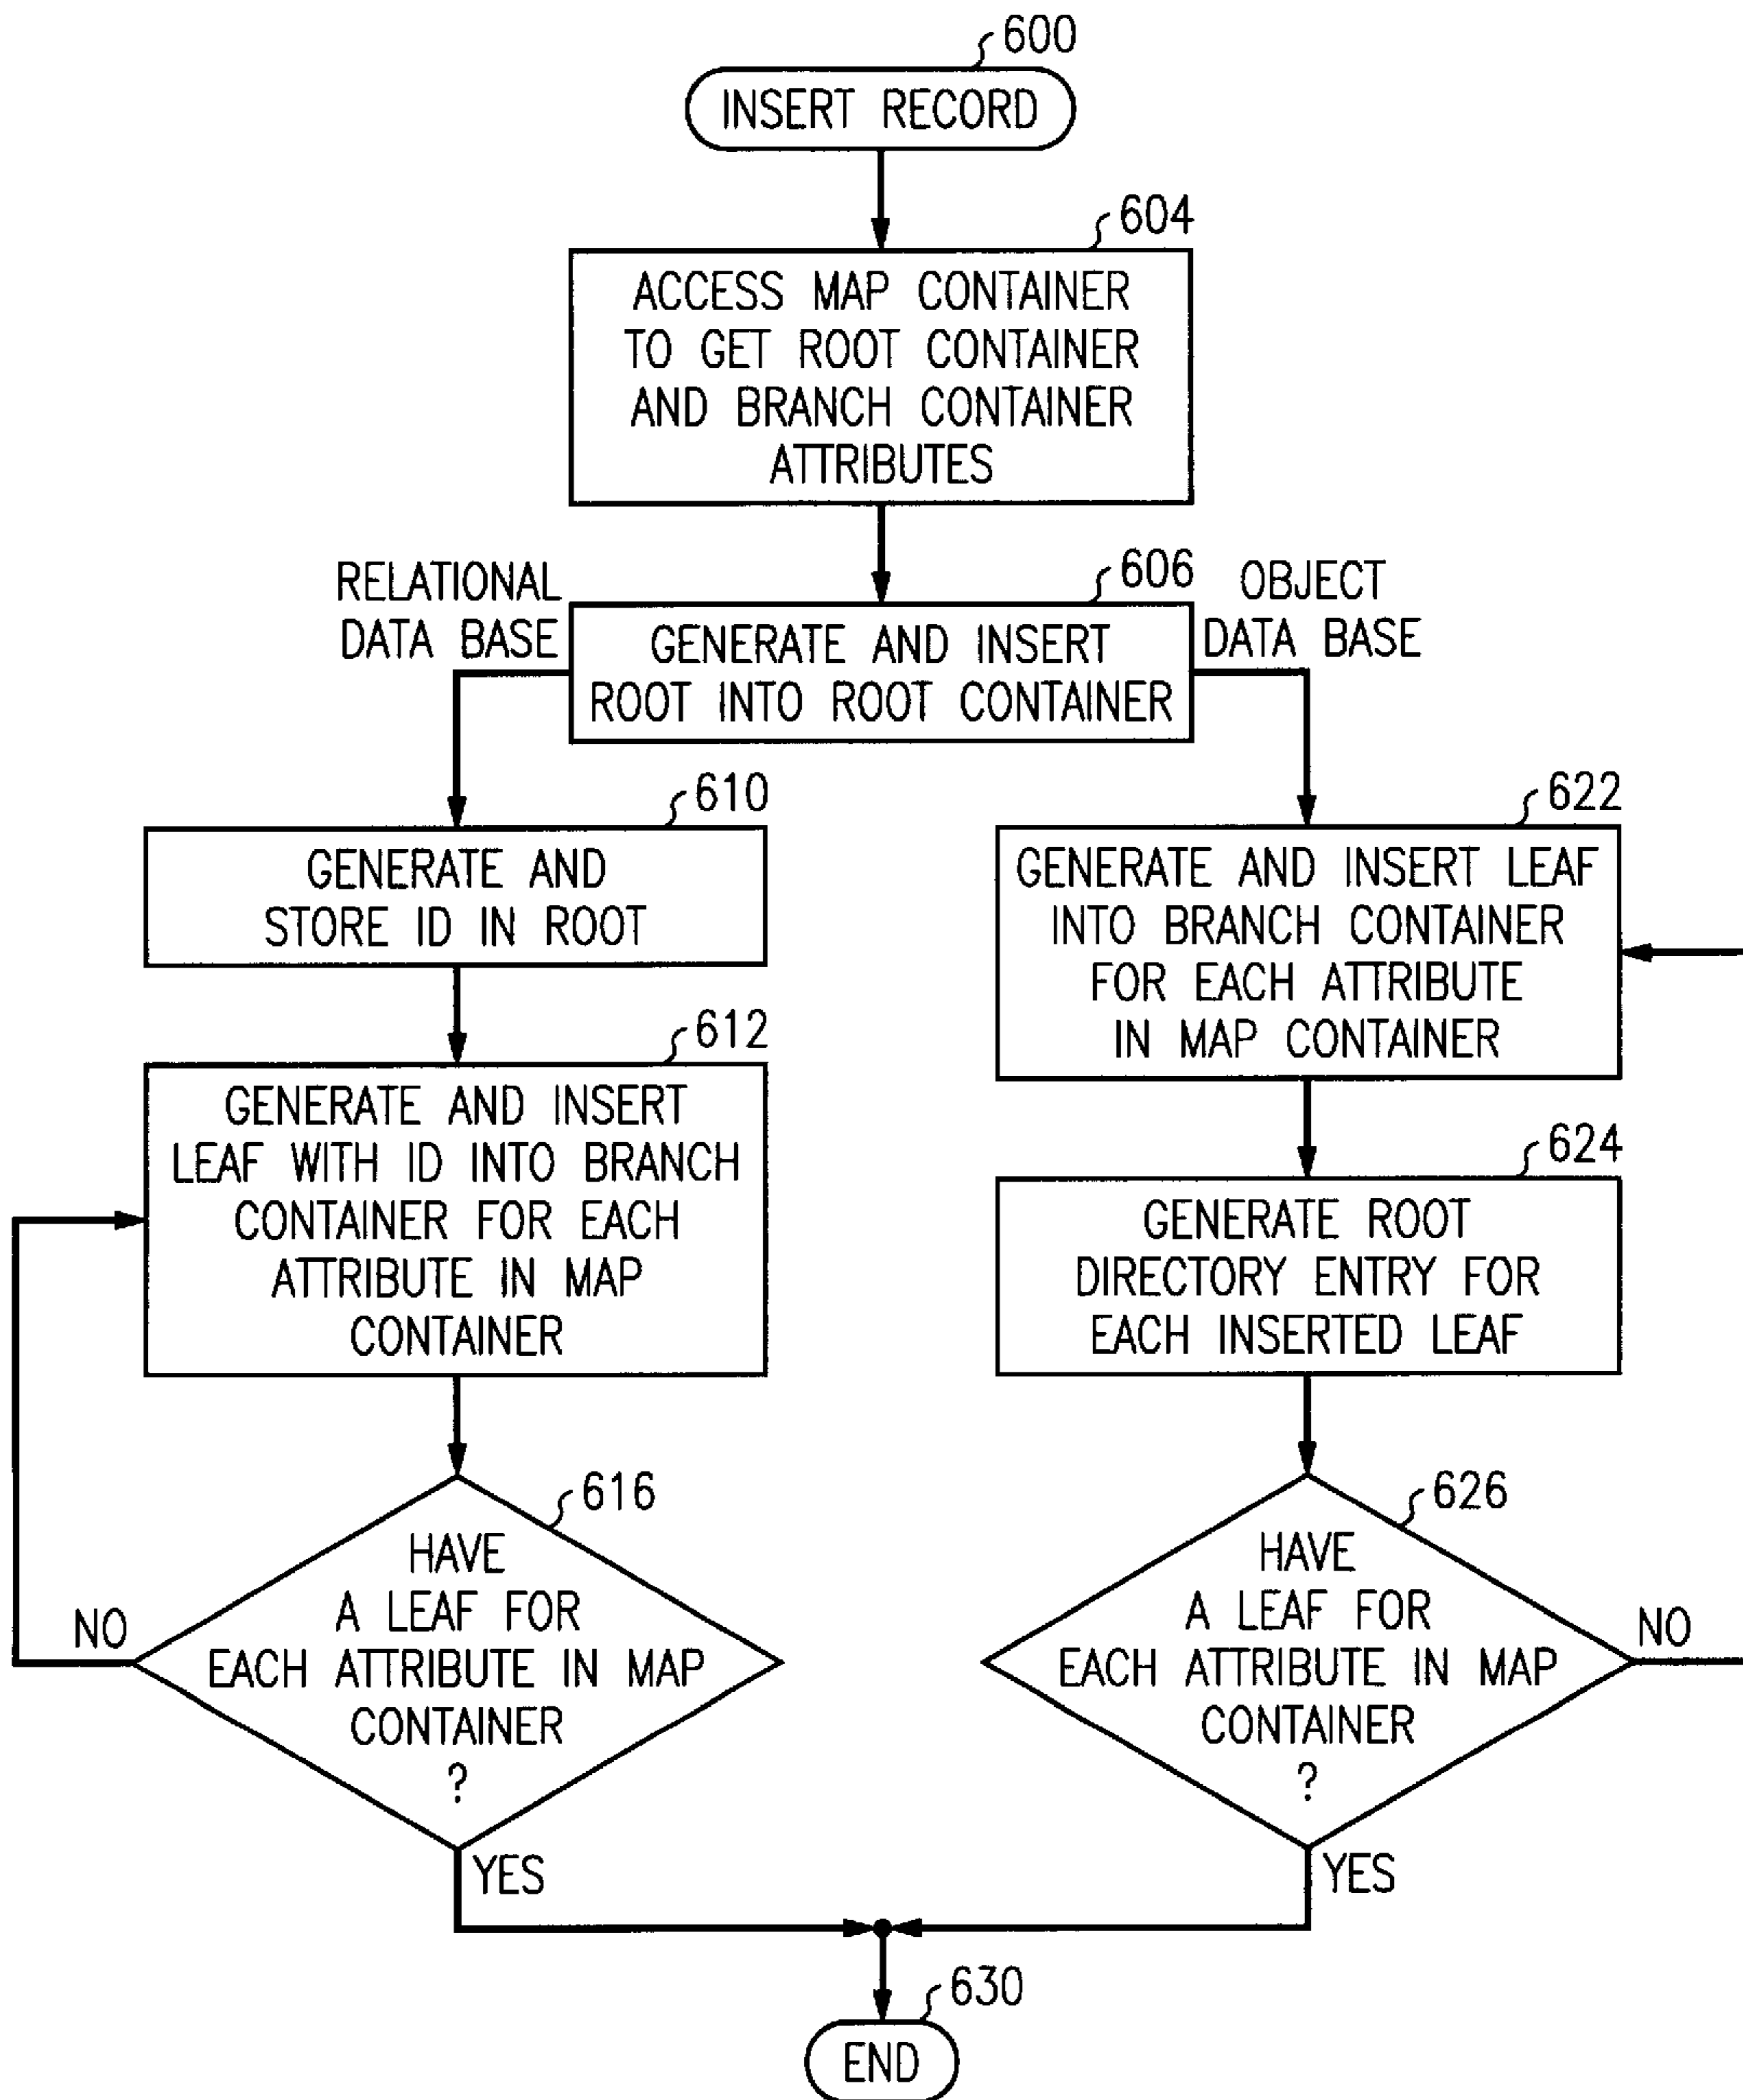 600
INSERT RECORD
604
ACCESS MAP CONTAINER
TO GET ROOT CONTAINER
AND BRANCH CONTAINER
ATTRIBUTES
RELATIONAL
DATA BASE
606
OBJECT
DATA BASE
GENERATE AND INSERT
ROOT INTO ROOT CONTAINER
610
GENERATE AND
STORE ID IN ROOT
612
GENERATE AND INSERT
LEAF WITH ID INTO BRANCH
CONTAINER FOR EACH
ATTRIBUTE IN MAP
CONTAINER
616
HAVE
A LEAF FOR
EACH ATTRIBUTE IN MAP
CONTAINER
?
NO
YES
622
GENERATE AND INSERT LEAF
INTO BRANCH CONTAINER
FOR EACH ATTRIBUTE
IN MAP CONTAINER
624
GENERATE ROOT
DIRECTORY ENTRY FOR
EACH INSERTED LEAF
626
HAVE
A LEAF FOR
EACH ATTRIBUTE IN MAP
CONTAINER
?
NO
YES
630
END